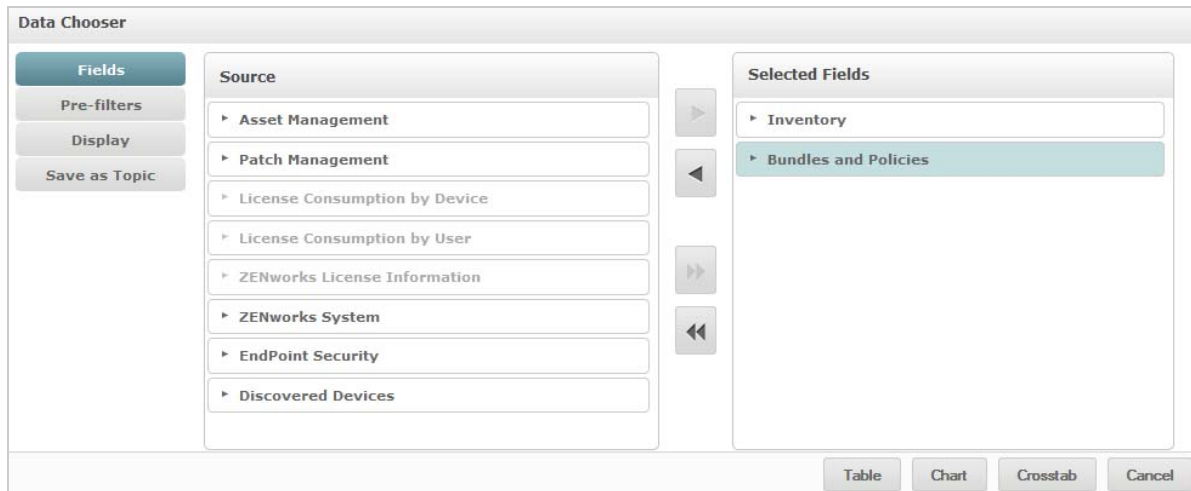 Data Chooser
Fields
Pre-filters
Display
Save as Topic
Source
Asset Management
Patch Management
License Consumption by Device
License Consumption by User
ZENworks License Information
ZENworks System
EndPoint Security
Discovered Devices
Selected Fields
Inventory
Bundles and Policies
Table
Chart
Crosstab
Cancel